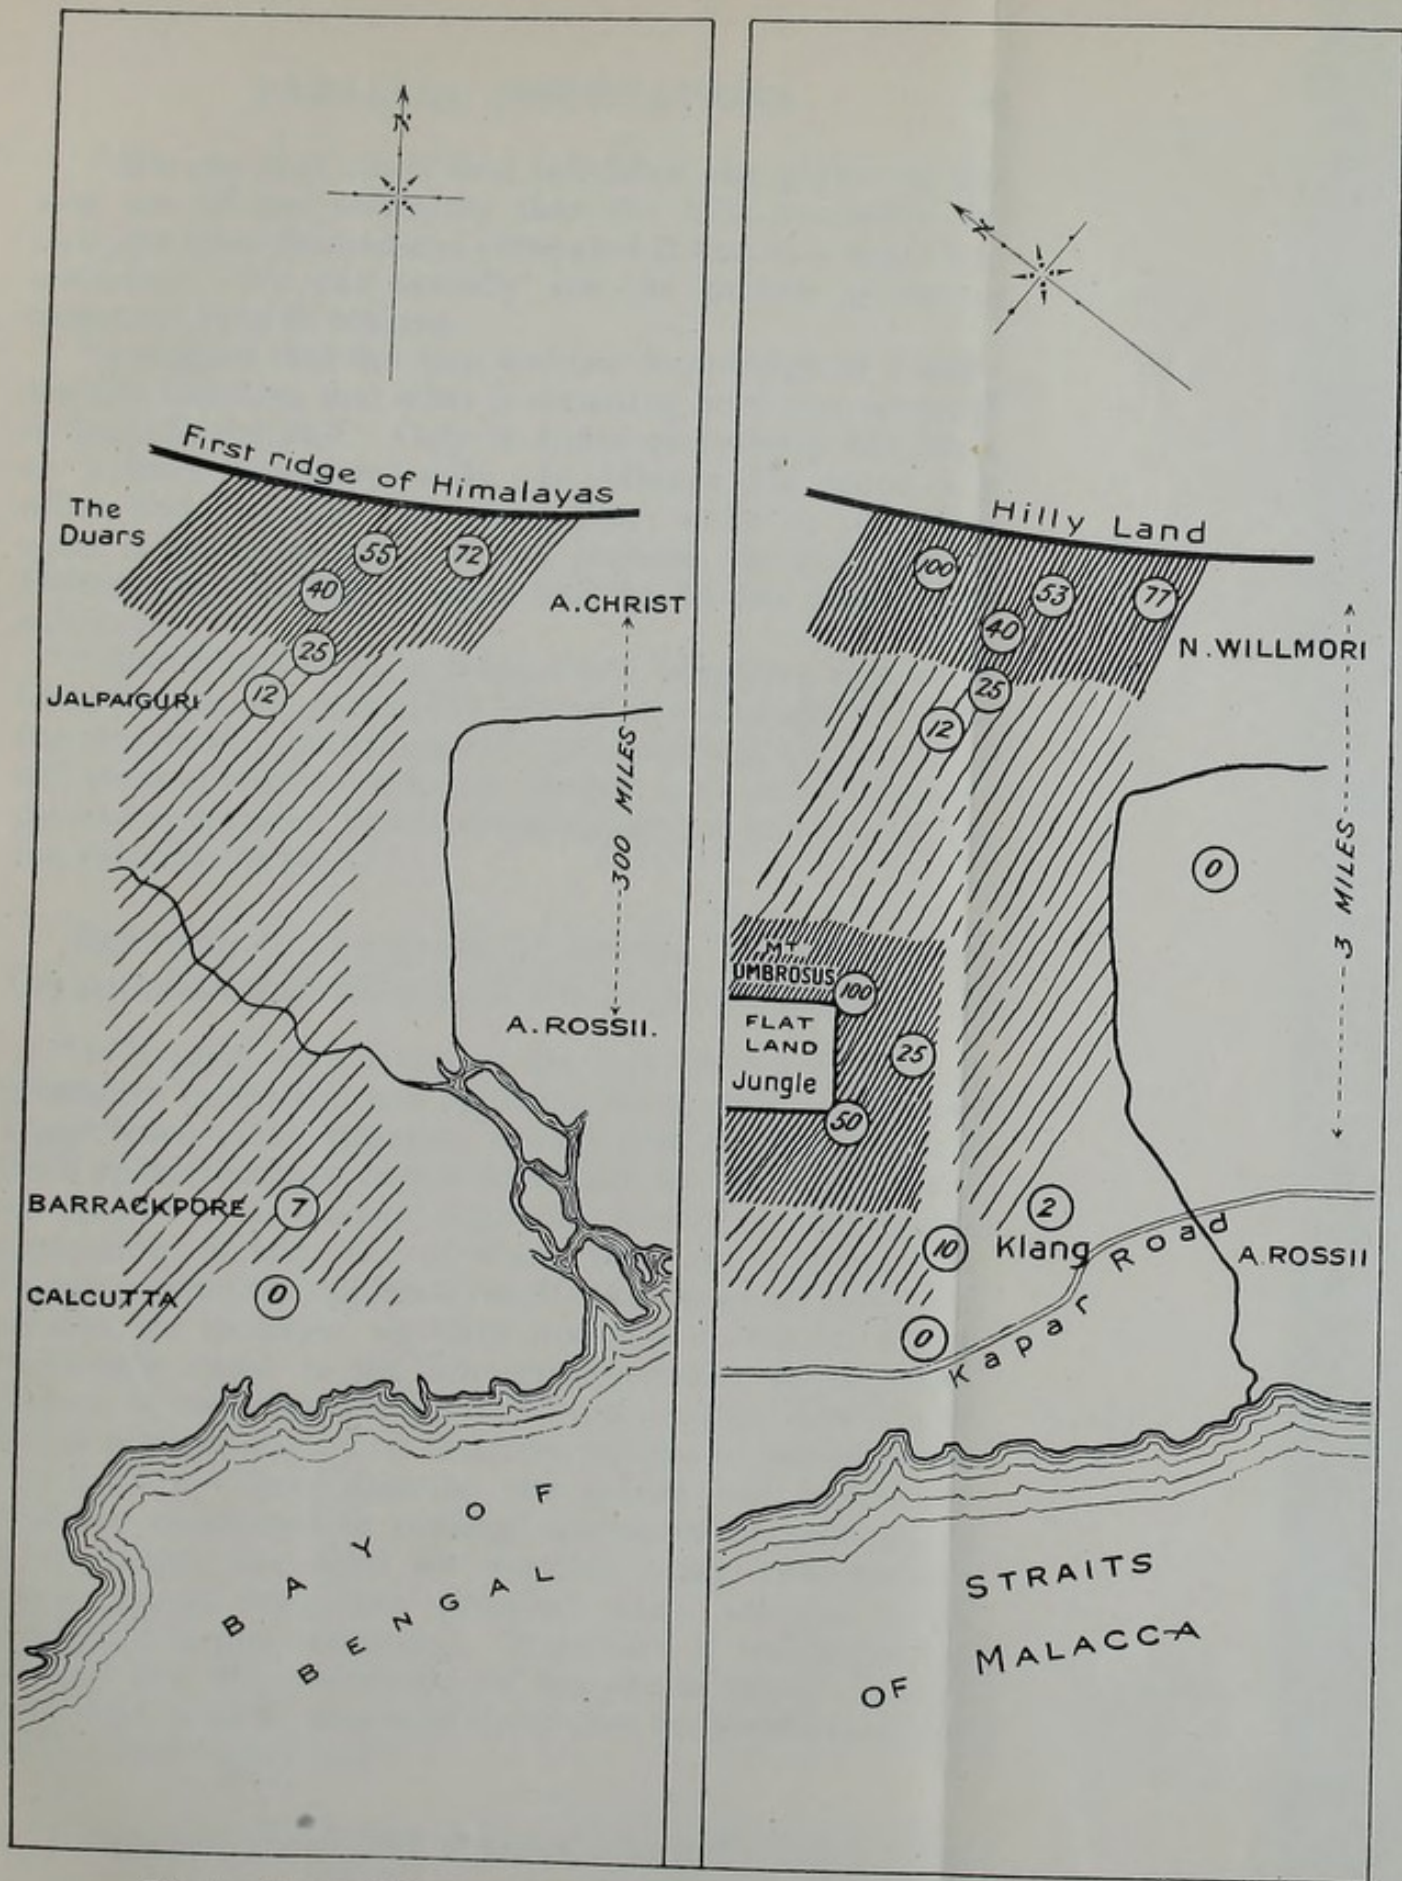 N
First ridge of Himalayas
The
Duars
55
72
40
A.CHRIST
25
JALPAIGURI
12
300 MILES
A.ROSSII.
BARRACKPORE
7
CALCUTTA
0
BAY OF
BENGAL
N
Hilly Land
100
53
77
40
N.WILLMORI
25
12
0
3 MILES
MT
UMBROSUS
100
FLAT
LAND
Jungle
25
50
2
10
Klang
Kapar Road
A.ROSSII
0
STRAITS
OF MALACCA